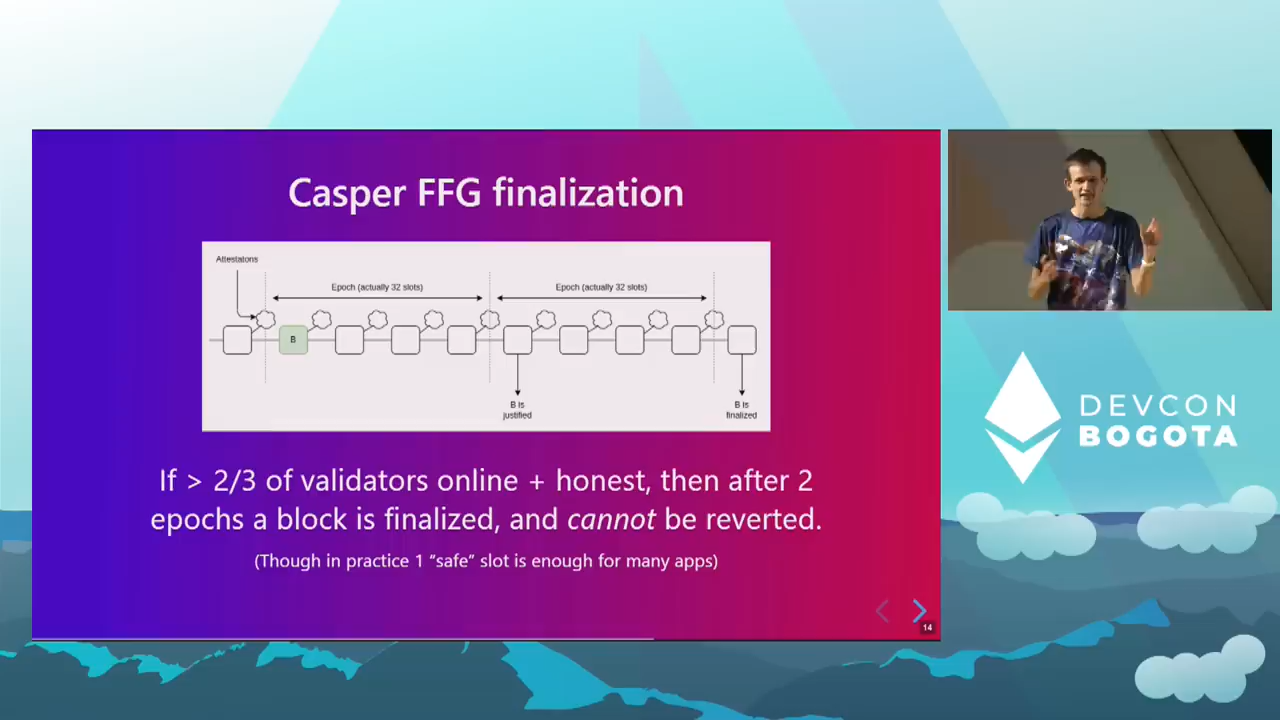 Casper FFG finalization
Attestatons
Epoch (actually 32 slots)
Epoch (actually 32 slots)
B
B is
justified
B is
finalized
If > 2/3 of validators online + honest, then after 2
epochs a block is finalized, and cannot be reverted.
(Though in practice 1 “safe” slot is enough for many apps)
14
DEVCON
BOGOTA